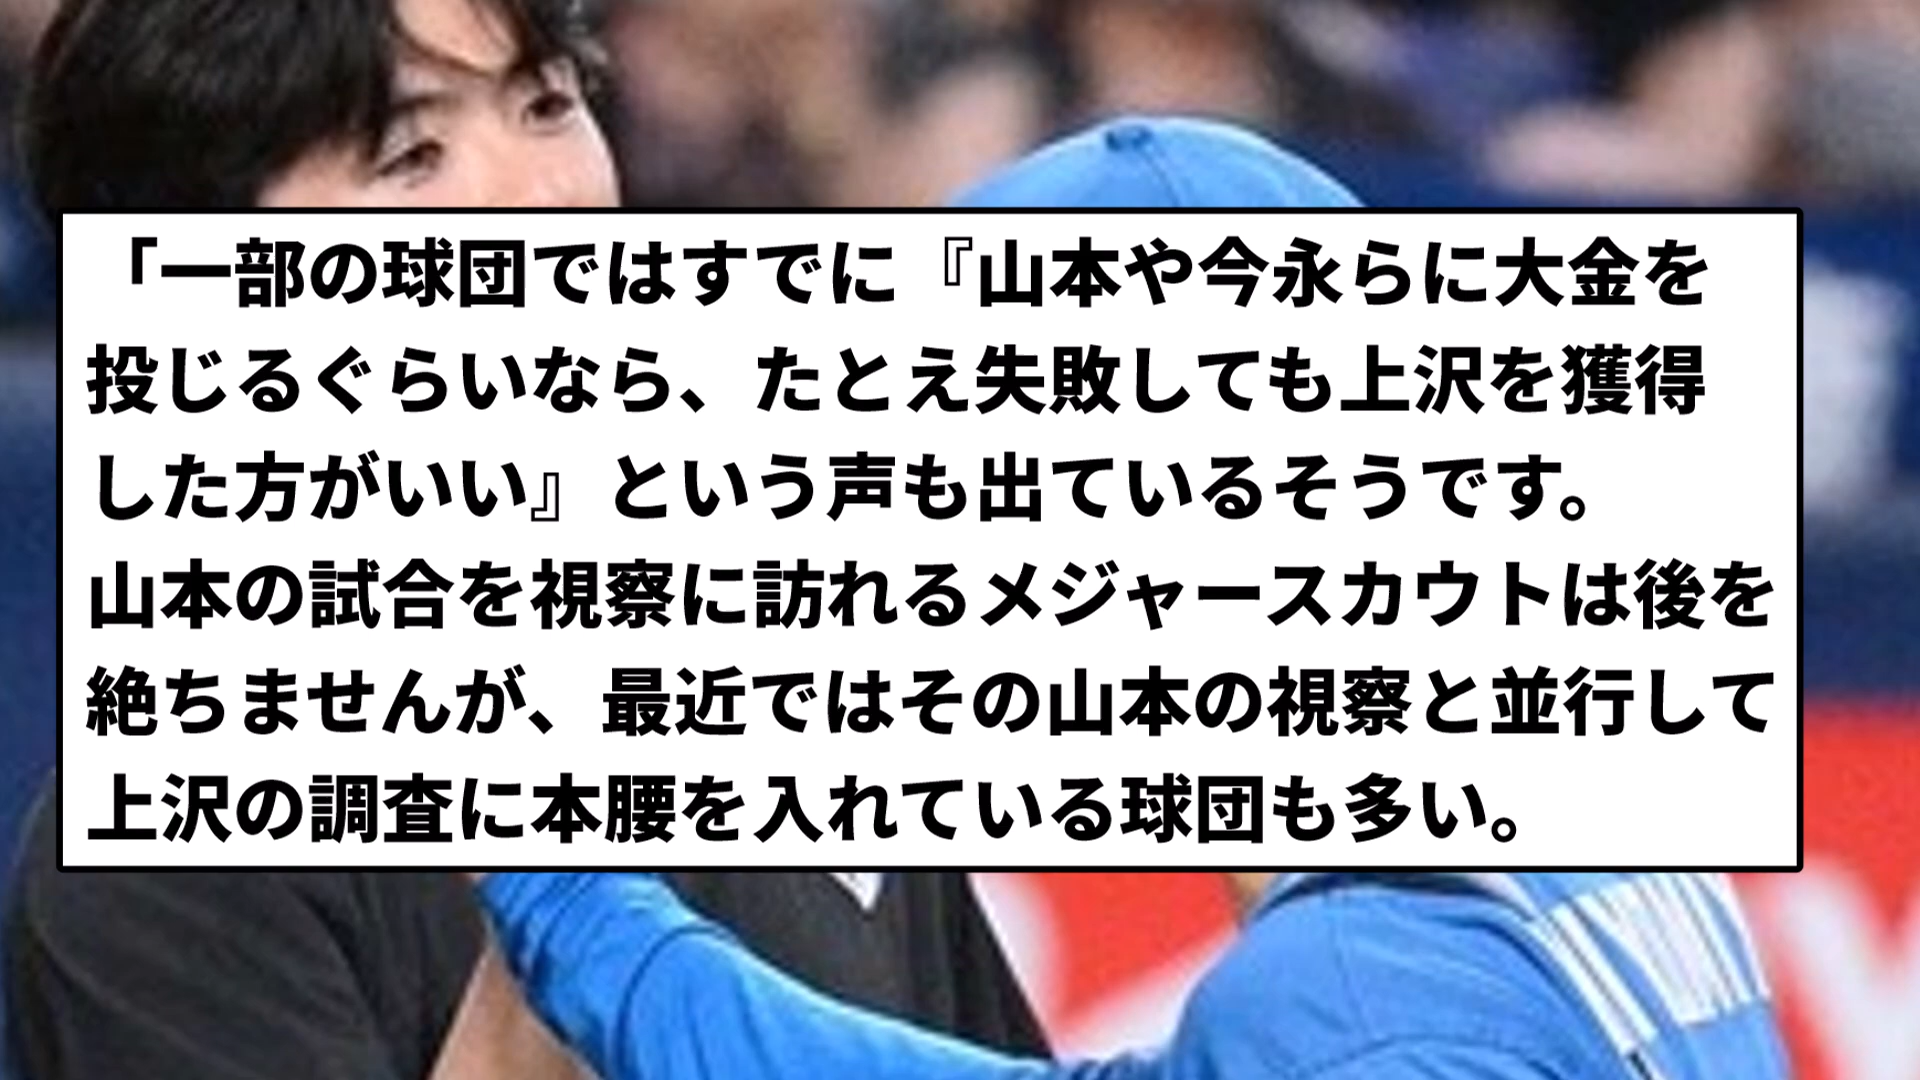 「一部の球団ではすでに『山本や今永らに大金を
投じるぐらいなら、たとえ失敗しても上沢を獲得
した方がいい』という声も出ているそうです。
山本の試合を視察に訪れるメジャースカウトは後を
絶ちませんが、最近ではその山本の視察と並行して
上沢の調査に本腰を入れている球団も多い。